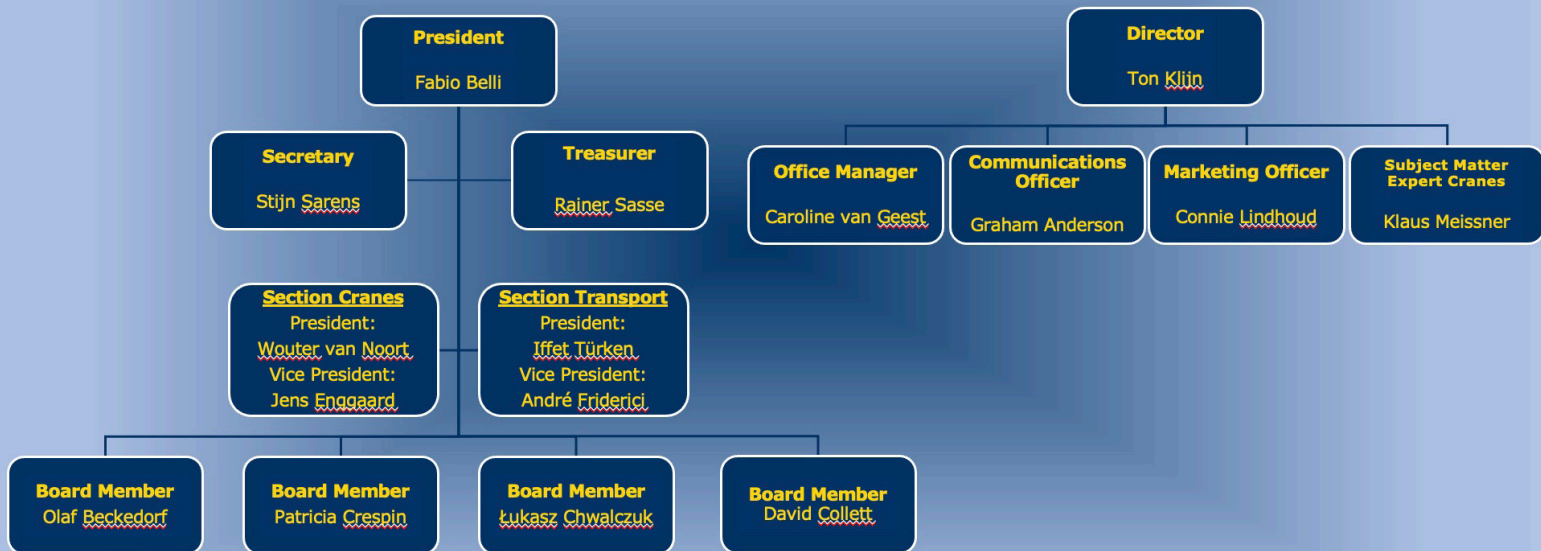 President
Fabio Belli
Director
Ton Klijn
Secretary
Stijn Sarens
Treasurer
Rainer Sasse
Office Manager
Caroline van Geest
Communications
Officer
Graham Anderson
Marketing Officer
Connie Lindhoud
Subject Matter
Expert Cranes
Klaus Meissner
Section Cranes
President:
Wouter van Noort
Vice President:
Jens Enggaard
Section Transport
President:
Iffet Türken
Vice President:
André Friderici
Board Member
Olaf Beckedorf
Board Member
Patricia Crespin
Board Member
Łukasz Chwalczuk
Board Member
David Collett